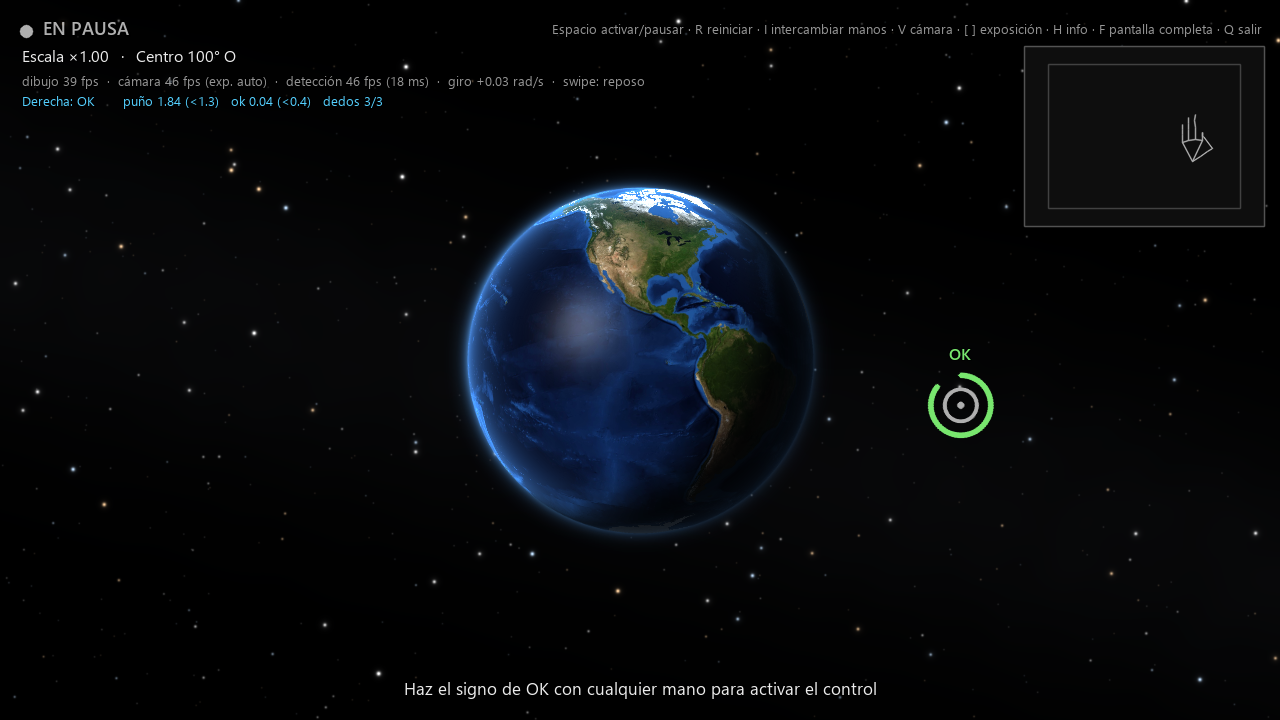 EN PAUSA
Espacio activar/pausar · R reiniciar · I intercambiar manos · V cámara · [ ] exposición · H info · F pantalla completa · Q salir
Escala ×1.00 · Centro 100° O
dibujo 39 fps · cámara 46 fps (exp. auto) · detección 46 fps (18 ms) · giro +0.03 rad/s · swipe: reposo
Derecha: OK puño 1.84 (<1.3) ok 0.04 (<0.4) dedos 3/3
OK
Haz el signo de OK con cualquier mano para activar el control